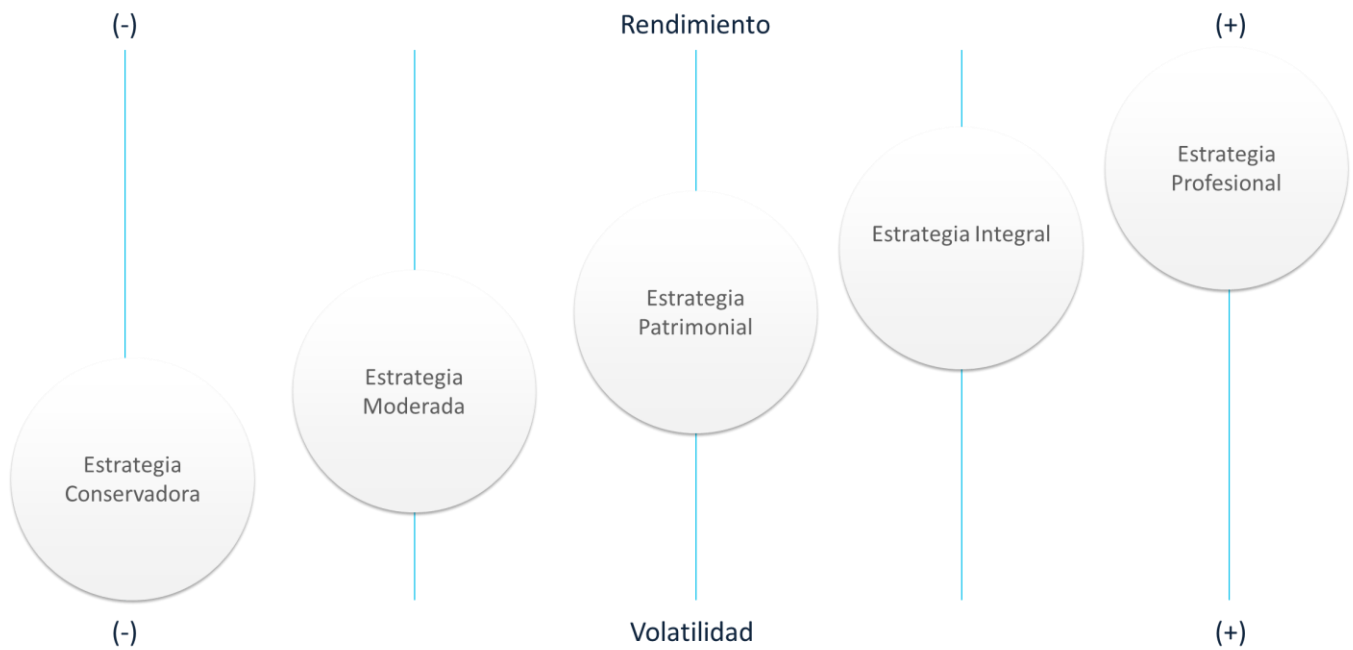 (-)
Rendimiento
(+)
Estrategia
Profesional
Estrategia Integral
Estrategia
Patrimonial
Estrategia
Moderada
Estrategia
Conservadora
(-)
Volatilidad
(+)